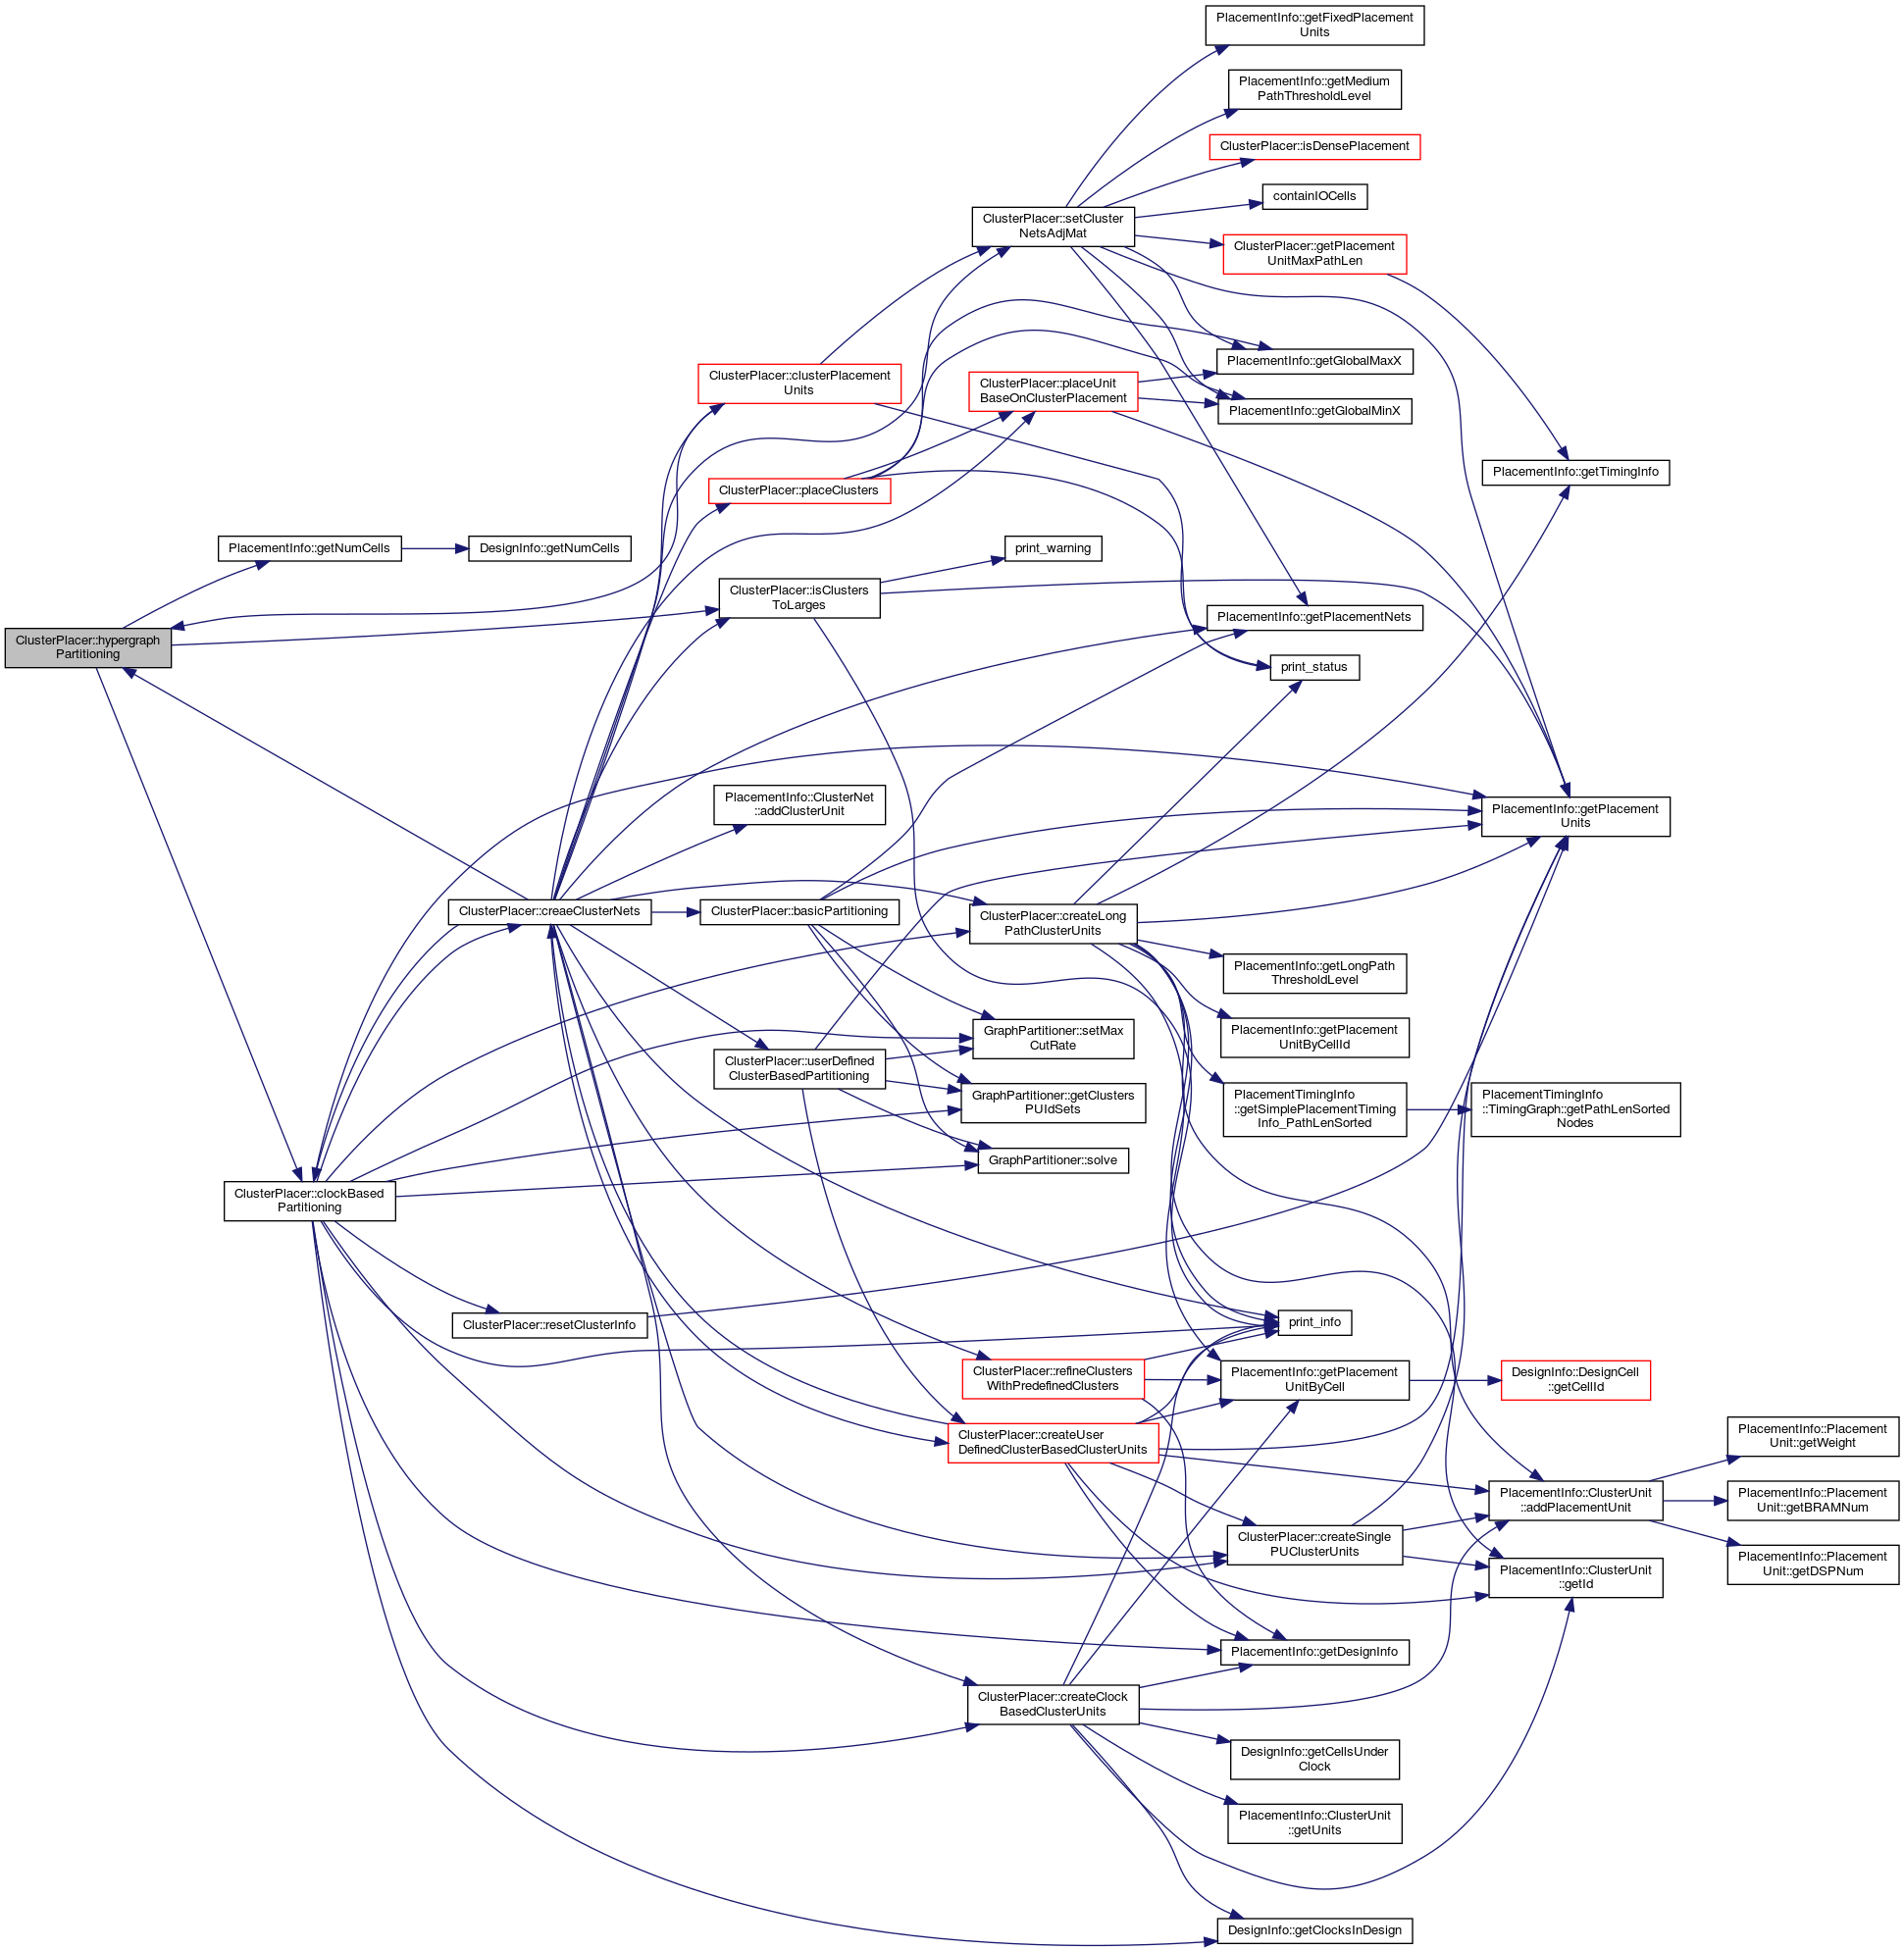 PlacementInfo::getFixedPlacement
Units
PlacementInfo::getMedium
PathThresholdLevel
ClusterPlacer::isDensePlacement
containIOCells
ClusterPlacer::setCluster
NetsAdjMat
ClusterPlacer::getPlacement
UnitMaxPathLen
PlacementInfo::getGlobalMaxX
ClusterPlacer::clusterPlacement
Units
ClusterPlacer::placeUnit
BaseOnClusterPlacement
PlacementInfo::getGlobalMinX
PlacementInfo::getTimingInfo
ClusterPlacer::placeClusters
PlacementInfo::getNumCells
DesignInfo::getNumCells
print_warning
ClusterPlacer::isClusters
ToLarges
PlacementInfo::getPlacementNets
ClusterPlacer::hypergraph
Partitioning
print_status
PlacementInfo::ClusterNet
::addClusterUnit
PlacementInfo::getPlacement
Units
ClusterPlacer::creaeClusterNets
ClusterPlacer::basicPartitioning
ClusterPlacer::createLong
PathClusterUnits
PlacementInfo::getLongPath
ThresholdLevel
GraphPartitioner::setMax
CutRate
PlacementInfo::getPlacement
UnitByCellId
ClusterPlacer::userDefined
ClusterBasedPartitioning
GraphPartitioner::getClusters
PUIdSets
PlacementTimingInfo
::getSimplePlacementTiming
Info_PathLenSorted
PlacementTimingInfo
::TimingGraph::getPathLenSorted
Nodes
GraphPartitioner::solve
ClusterPlacer::clockBased
Partitioning
ClusterPlacer::resetClusterInfo
print_info
ClusterPlacer::refineClusters
WithPredefinedClusters
PlacementInfo::getPlacement
UnitByCell
DesignInfo::DesignCell
::getCellId
ClusterPlacer::createUser
DefinedClusterBasedClusterUnits
PlacementInfo::Placement
Unit::getWeight
PlacementInfo::ClusterUnit
::addPlacementUnit
PlacementInfo::Placement
Unit::getBRAMNum
ClusterPlacer::createSingle
PUClusterUnits
PlacementInfo::Placement
Unit::getDSPNum
PlacementInfo::ClusterUnit
::getId
PlacementInfo::getDesignInfo
ClusterPlacer::createClock
BasedClusterUnits
DesignInfo::getCellsUnder
Clock
PlacementInfo::ClusterUnit
::getUnits
DesignInfo::getClocksInDesign